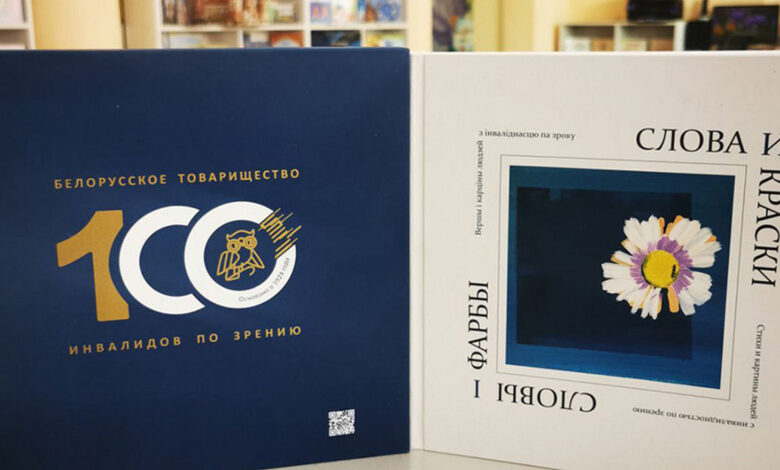 БЕЛОРУССКОЕ ТОВАРИЩЕСТВО
100
Основано в 1924 году
ИНВАЛИДОВ ПО ЗРЕНИЮ
з інваліднасцю па зроку
Вершы і карціны людзей
СЛОВА И
КРАСКИ
СЛОВЫ І
ФАРБЫ
Стихи и картины людей
с инвалидностью по зрению